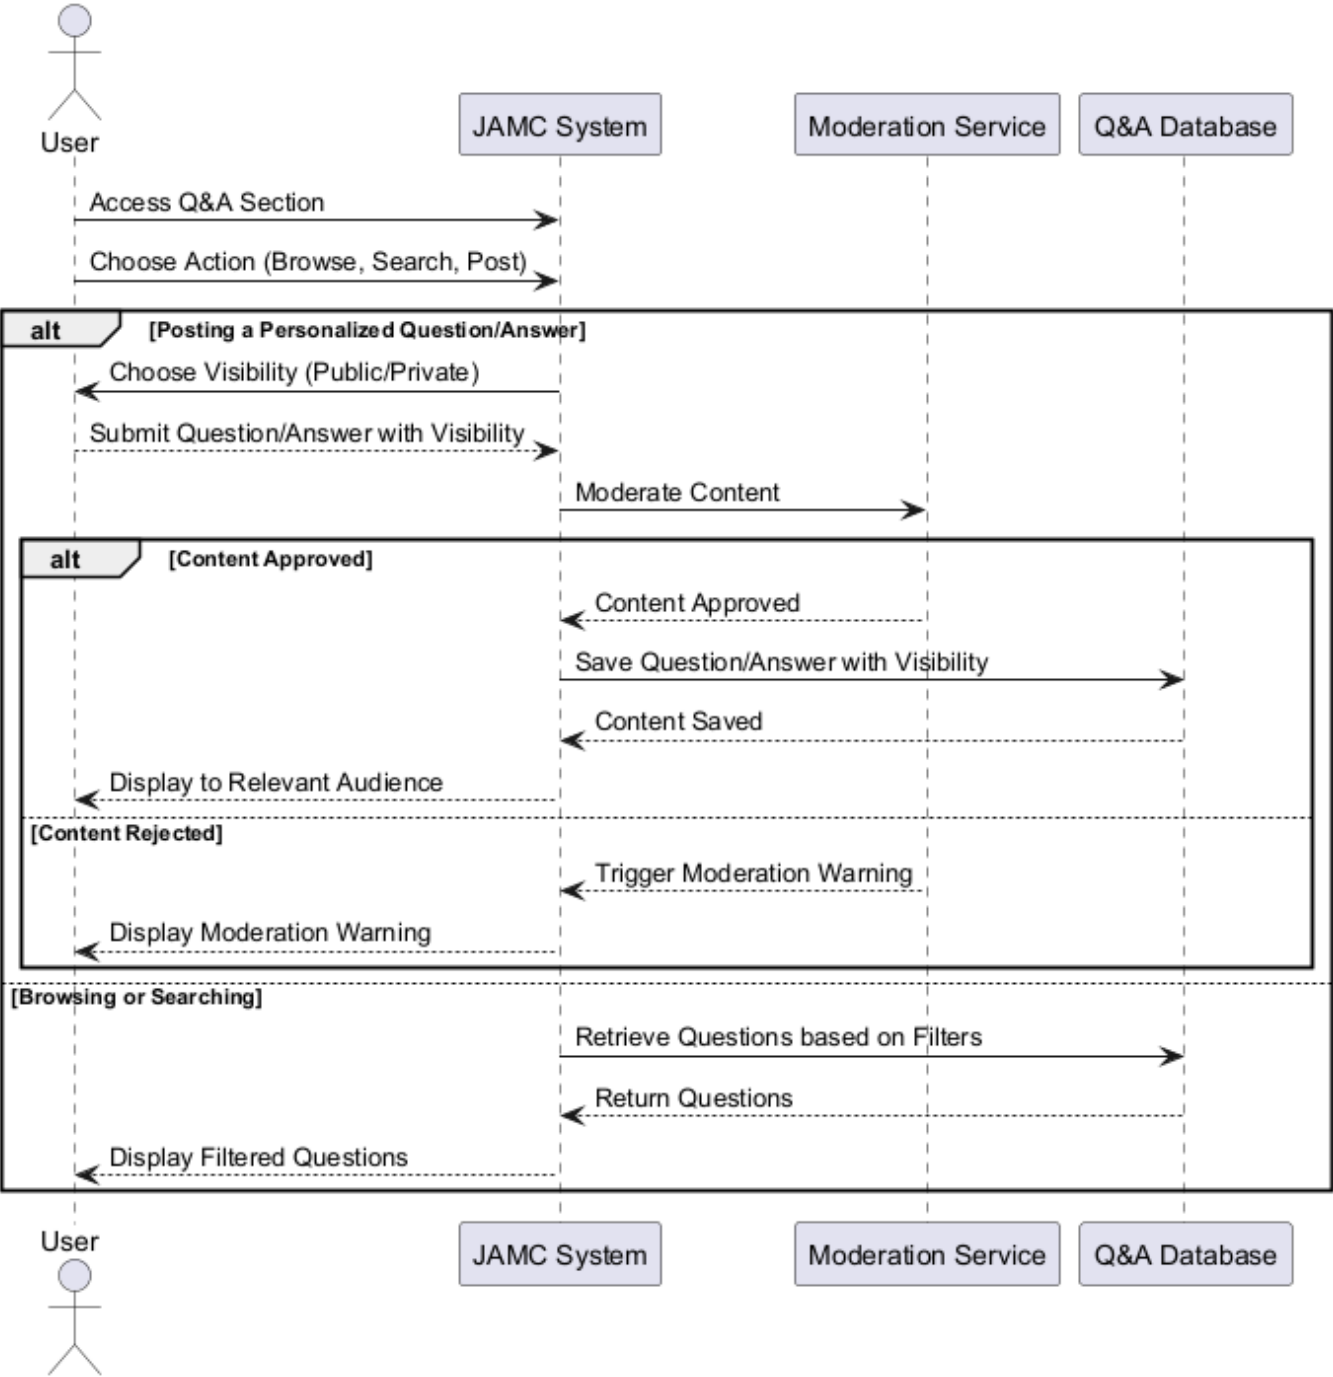 User
JAMC System
Moderation Service
Q&A Database
Access Q&A Section
Choose Action (Browse, Search, Post)
alt
[Posting a Personalized Question/Answer]
Choose Visibility (Public/Private)
Submit Question/Answer with Visibility
Moderate Content
alt
[Content Approved]
Content Approved
Save Question/Answer with Visibility
Content Saved
Display to Relevant Audience
[Content Rejected]
Trigger Moderation Warning
Display Moderation Warning
[Browsing or Searching]
Retrieve Questions based on Filters
Return Questions
Display Filtered Questions
User
JAMC System
Moderation Service
Q&A Database